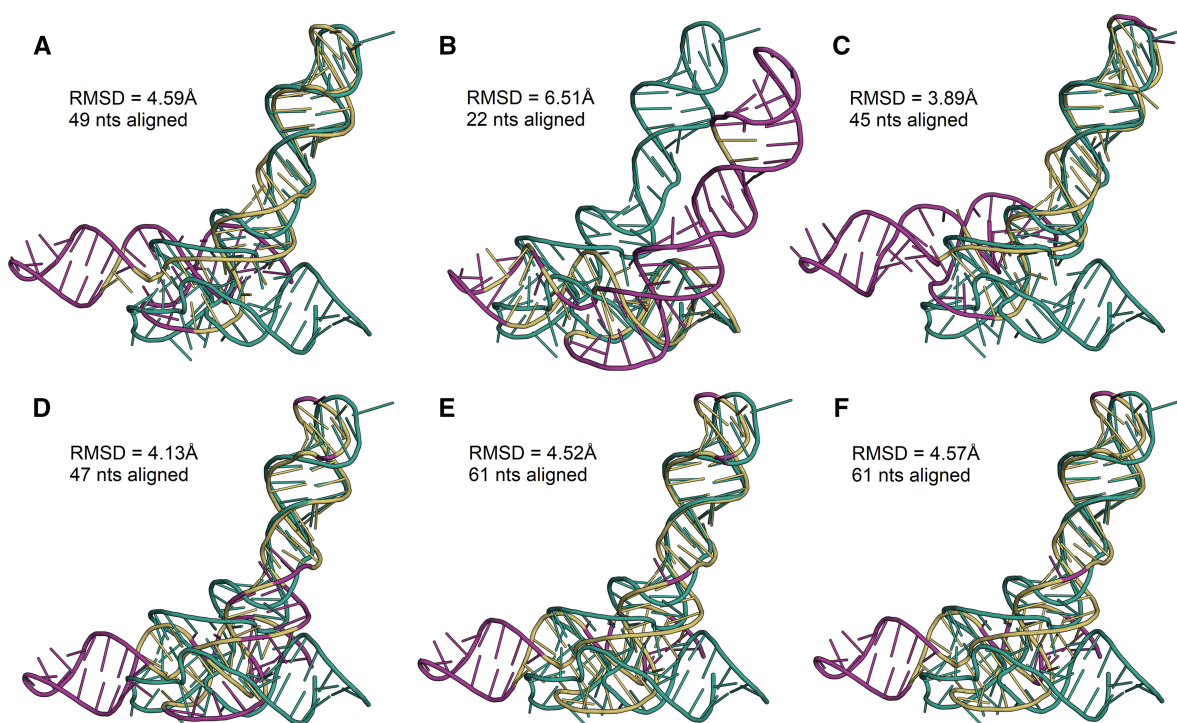 A
RMSD = 4.59Å
49 nts aligned
B
RMSD = 6.51Å
22 nts aligned
C
RMSD = 3.89Å
45 nts aligned
D
RMSD = 4.13Å
47 nts aligned
E
RMSD = 4.52Å
61 nts aligned
F
RMSD = 4.57Å
61 nts aligned